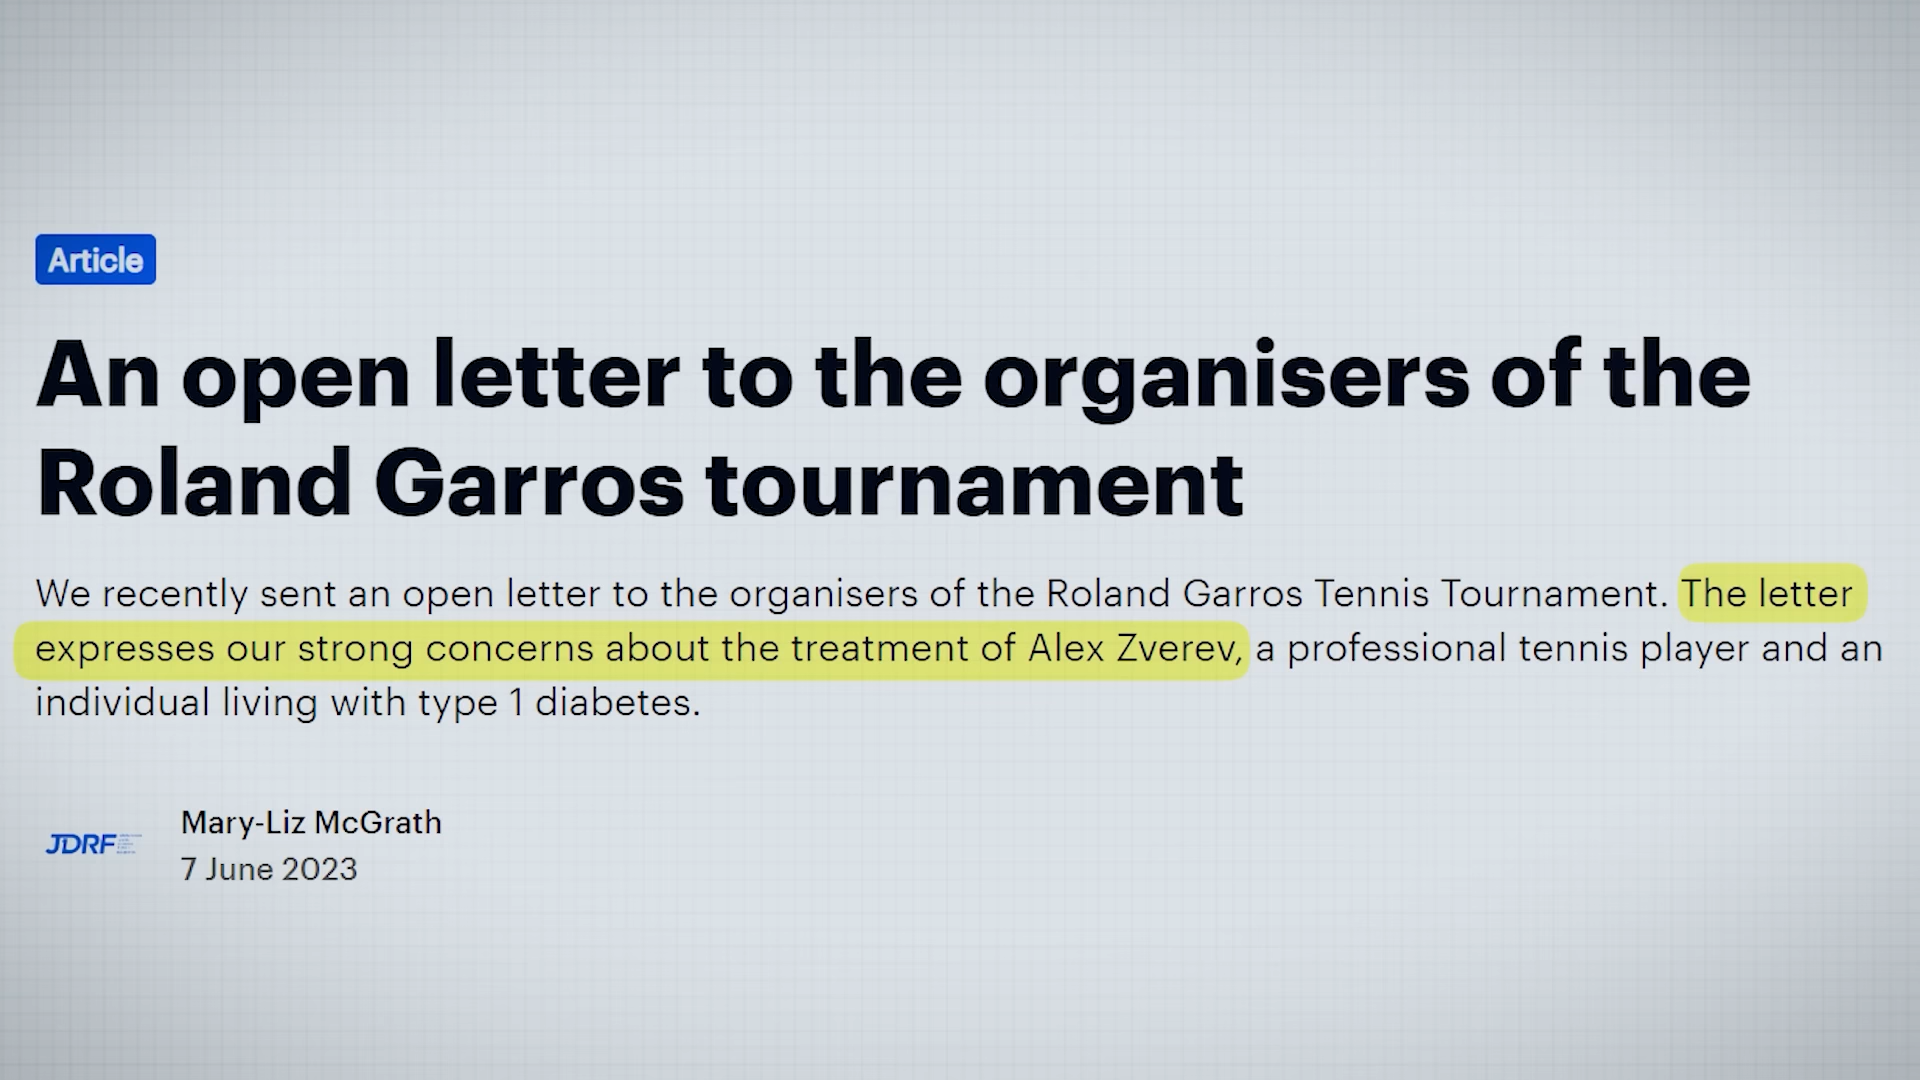 Article
An open letter to the organisers of the
Roland Garros tournament
We recently sent an open letter to the organisers of the Roland Garros Tennis Tournament. The letter
expresses our strong concerns about the treatment of Alex Zverev, a professional tennis player and an
individual living with type 1 diabetes.
JDRF
Mary-Liz McGrath
7 June 2023